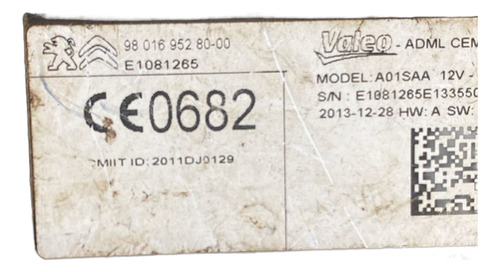 98 016 952 80-00
E1081265
CE0682
CMIIT ID: 2011DJ0129
Valeo - ADML CEM
MODEL: A01SAA 12V -
S/N : E1081265E133550
2013-12-28 HW: A SW: